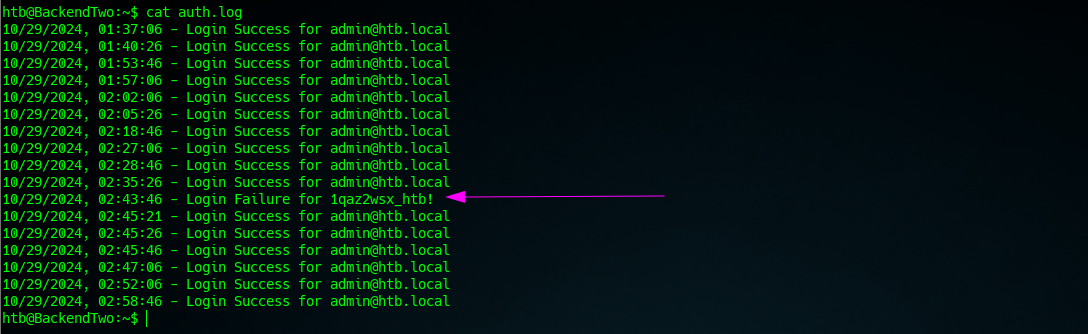 htb@BackendTwo:~$ cat auth.log
10/29/2024, 01:37:06 - Login Success for admin@htb.local
10/29/2024, 01:40:26 - Login Success for admin@htb.local
10/29/2024, 01:53:46 - Login Success for admin@htb.local
10/29/2024, 01:57:06 - Login Success for admin@htb.local
10/29/2024, 02:02:06 - Login Success for admin@htb.local
10/29/2024, 02:05:26 - Login Success for admin@htb.local
10/29/2024, 02:18:46 - Login Success for admin@htb.local
10/29/2024, 02:27:06 - Login Success for admin@htb.local
10/29/2024, 02:28:46 - Login Success for admin@htb.local
10/29/2024, 02:35:26 - Login Success for admin@htb.local
10/29/2024, 02:43:46 - Login Failure for 1qaz2wsx_htb!
10/29/2024, 02:45:21 - Login Success for admin@htb.local
10/29/2024, 02:45:26 - Login Success for admin@htb.local
10/29/2024, 02:45:46 - Login Success for admin@htb.local
10/29/2024, 02:47:06 - Login Success for admin@htb.local
10/29/2024, 02:52:06 - Login Success for admin@htb.local
10/29/2024, 02:58:46 - Login Success for admin@htb.local
htb@BackendTwo:~$